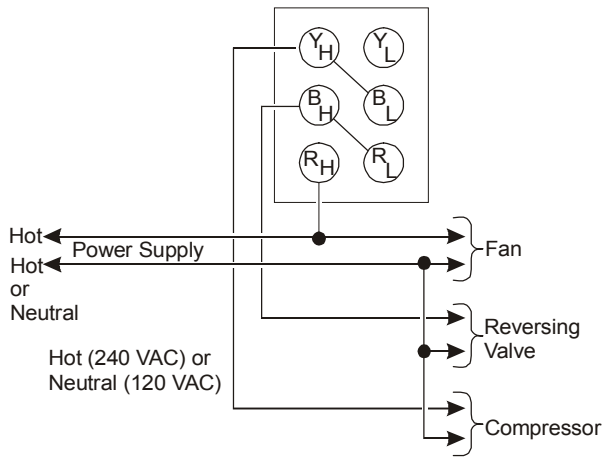 YH YL
BH BL
RH RL
Hot
Power Supply
Hot
or
Neutral
Fan
Reversing
Valve
Hot (240 VAC) or
Neutral (120 VAC)
Compressor